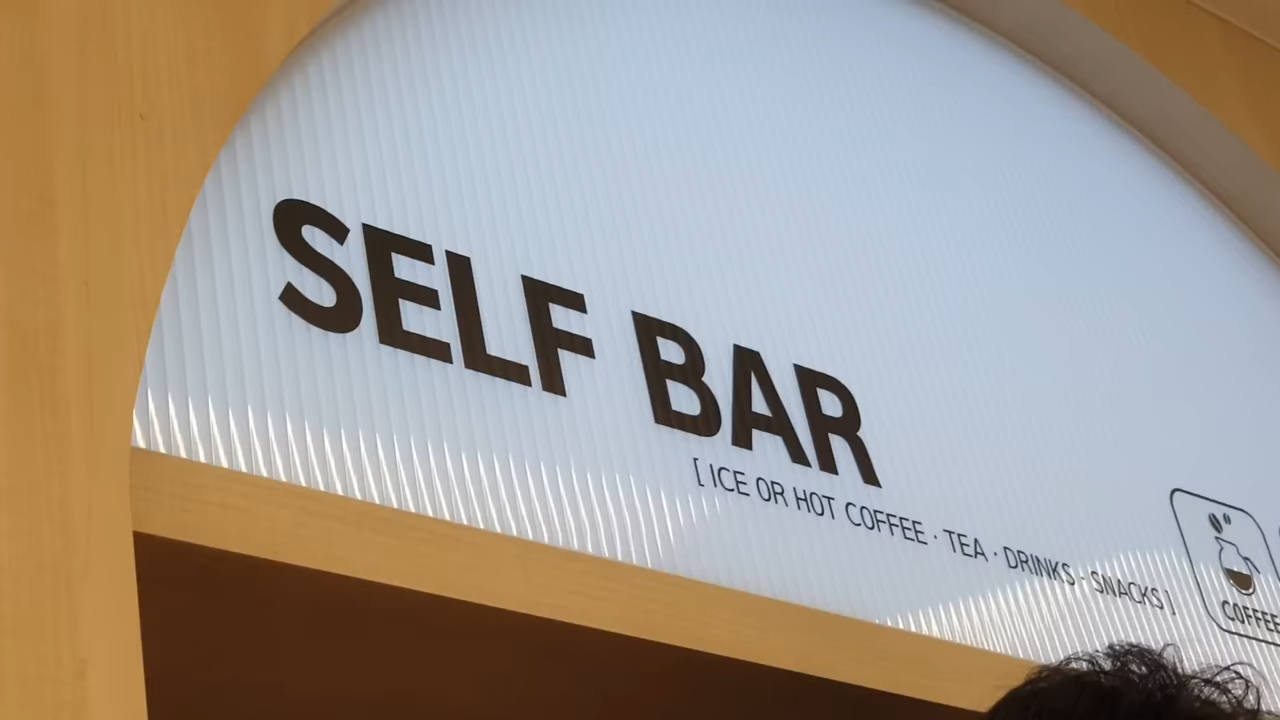 SELF BAR
[ ICE OR HOT COFFEE · TEA · DRINKS · SNACKS ]
COFFEE